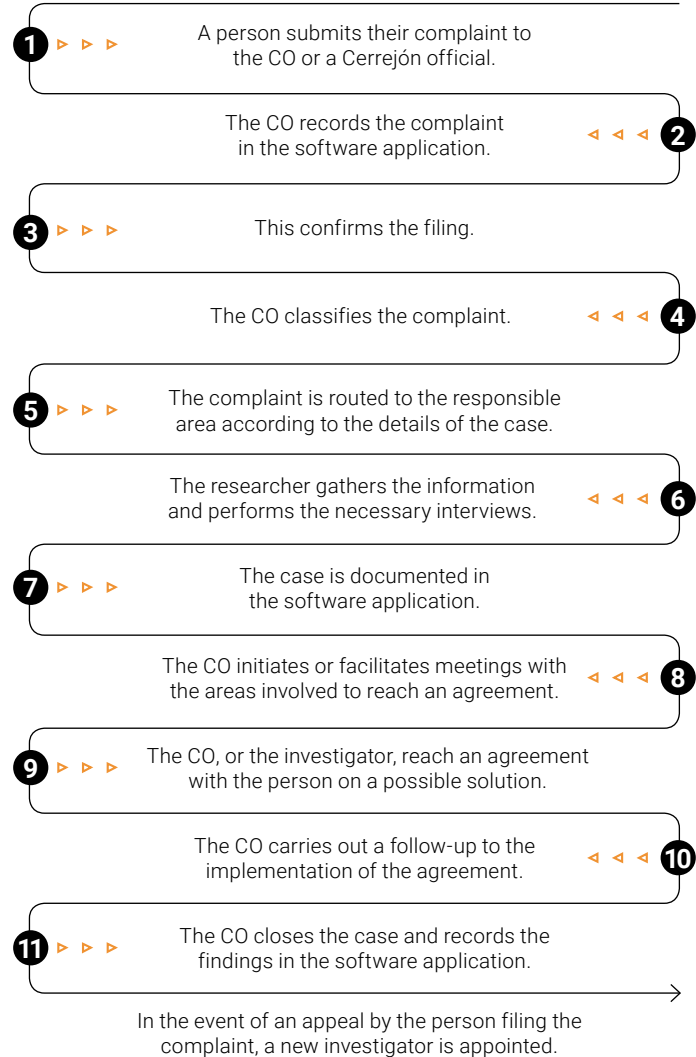 1
A person submits their complaint to
the CO or a Cerrejón official.
The CO records the complaint
in the software application.
2
3
This confirms the filing.
The CO classifies the complaint.
4
5
The complaint is routed to the responsible
area according to the details of the case.
The researcher gathers the information
and performs the necessary interviews.
6
7
The case is documented in
the software application.
The CO initiates or facilitates meetings with
the areas involved to reach an agreement.
8
9
The CO, or the investigator, reach an agreement
with the person on a possible solution.
The CO carries out a follow-up to the
implementation of the agreement.
10
11
The CO closes the case and records the
findings in the software application.
In the event of an appeal by the person filing the
complaint, a new investigator is appointed.